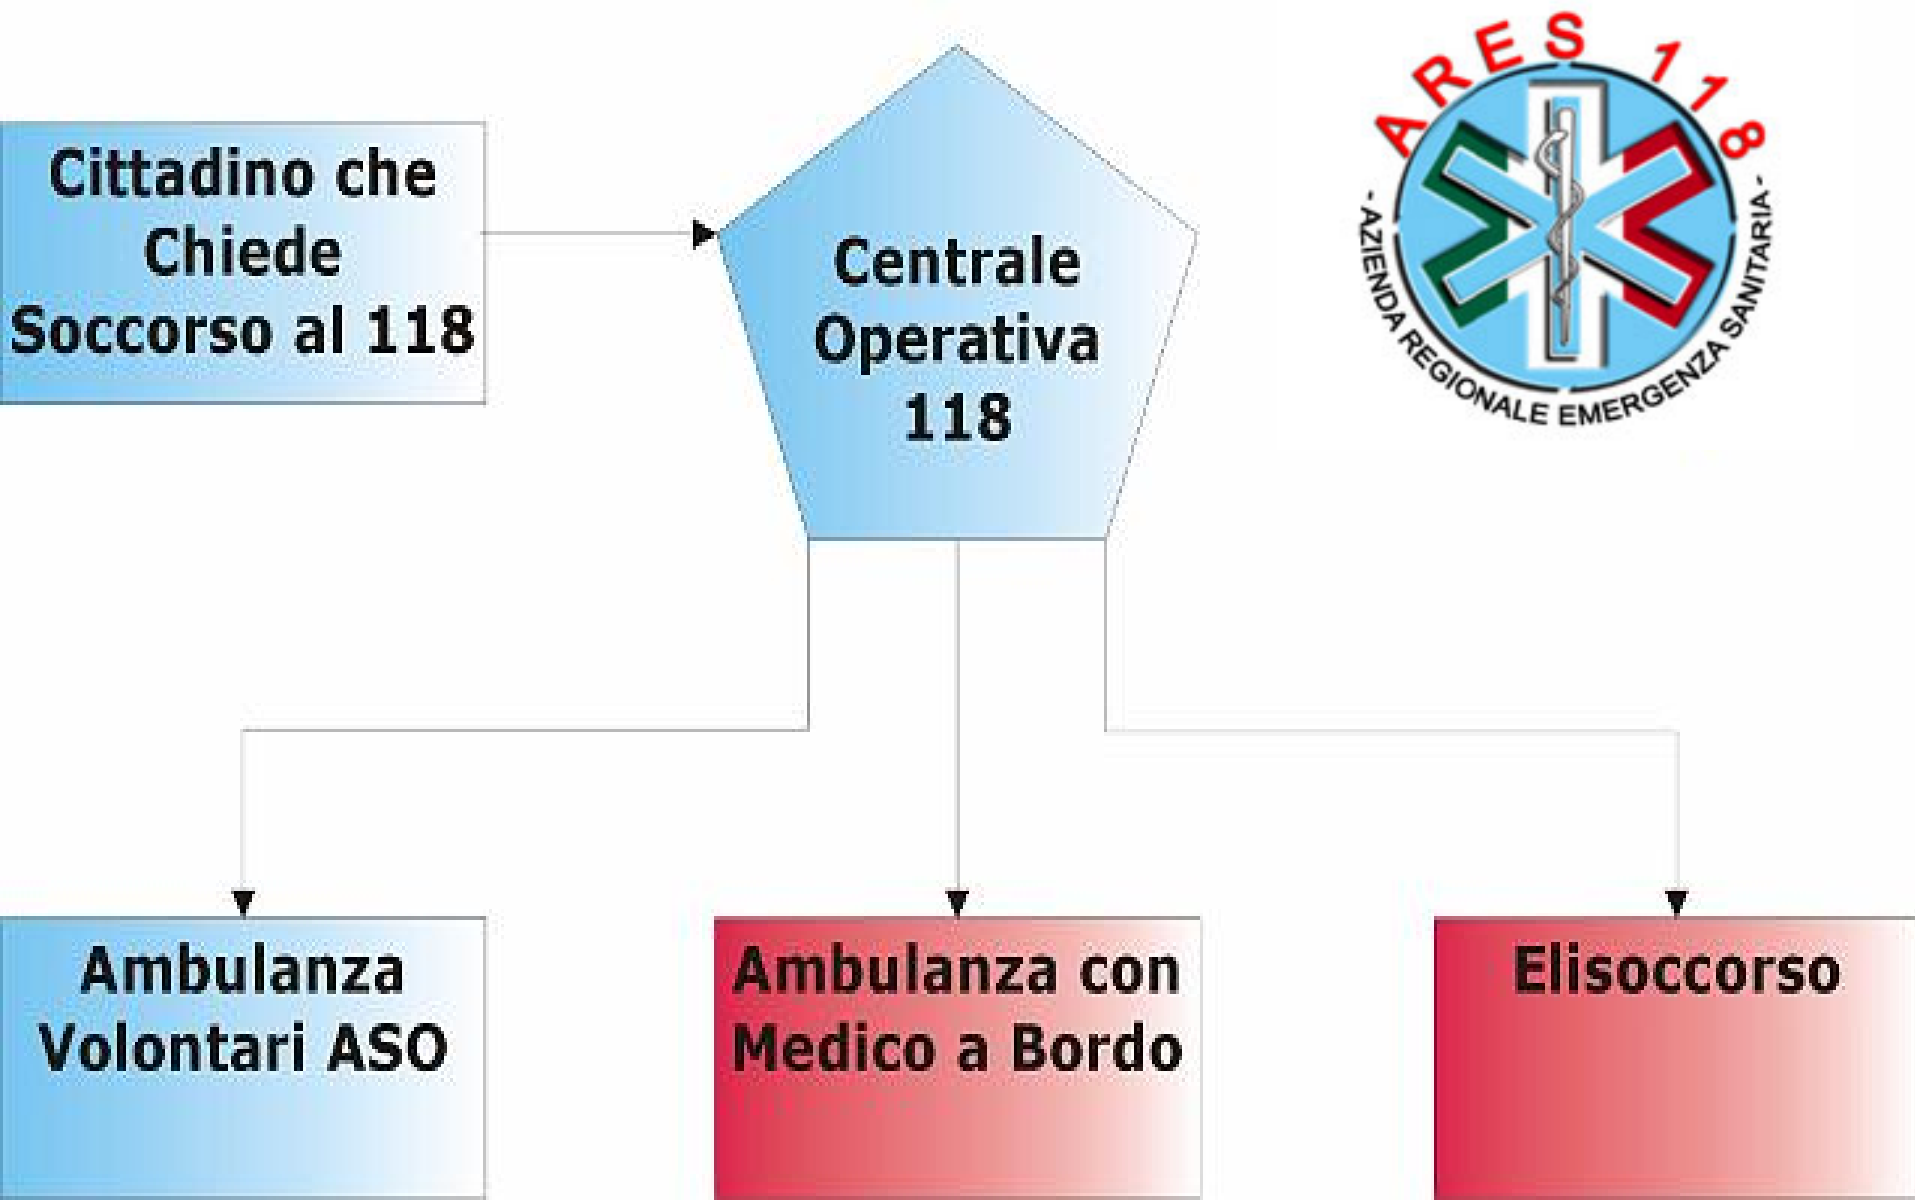 Cittadino che
Chiede
Soccorso al 118
Centrale
Operativa
118
ARES 118
- AZIENDA REGIONALE EMERGENZA SANITARIA -
Ambulanza
Volontari ASO
Ambulanza con
Medico a Bordo
Elisoccorso